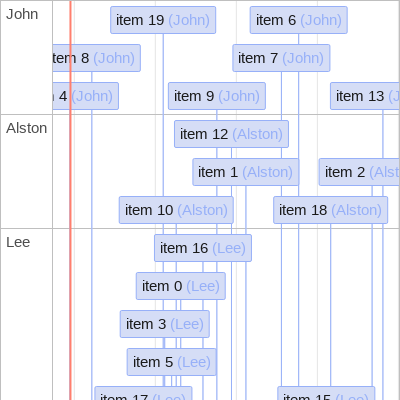 John
item 19 (John)
item 6 (John)
item 8 (John)
item 7 (John)
4 (John)
item 9 (John)
item 13
Alston
item 12 (Alston)
item 1 (Alston)
item 2 (Alst
item 10 (Alston)
item 18 (Alston)
Lee
item 16 (Lee)
item 0 (Lee)
item 3 (Lee)
item 5 (Lee)
item 17 (Lee)
item 15 (Lee)